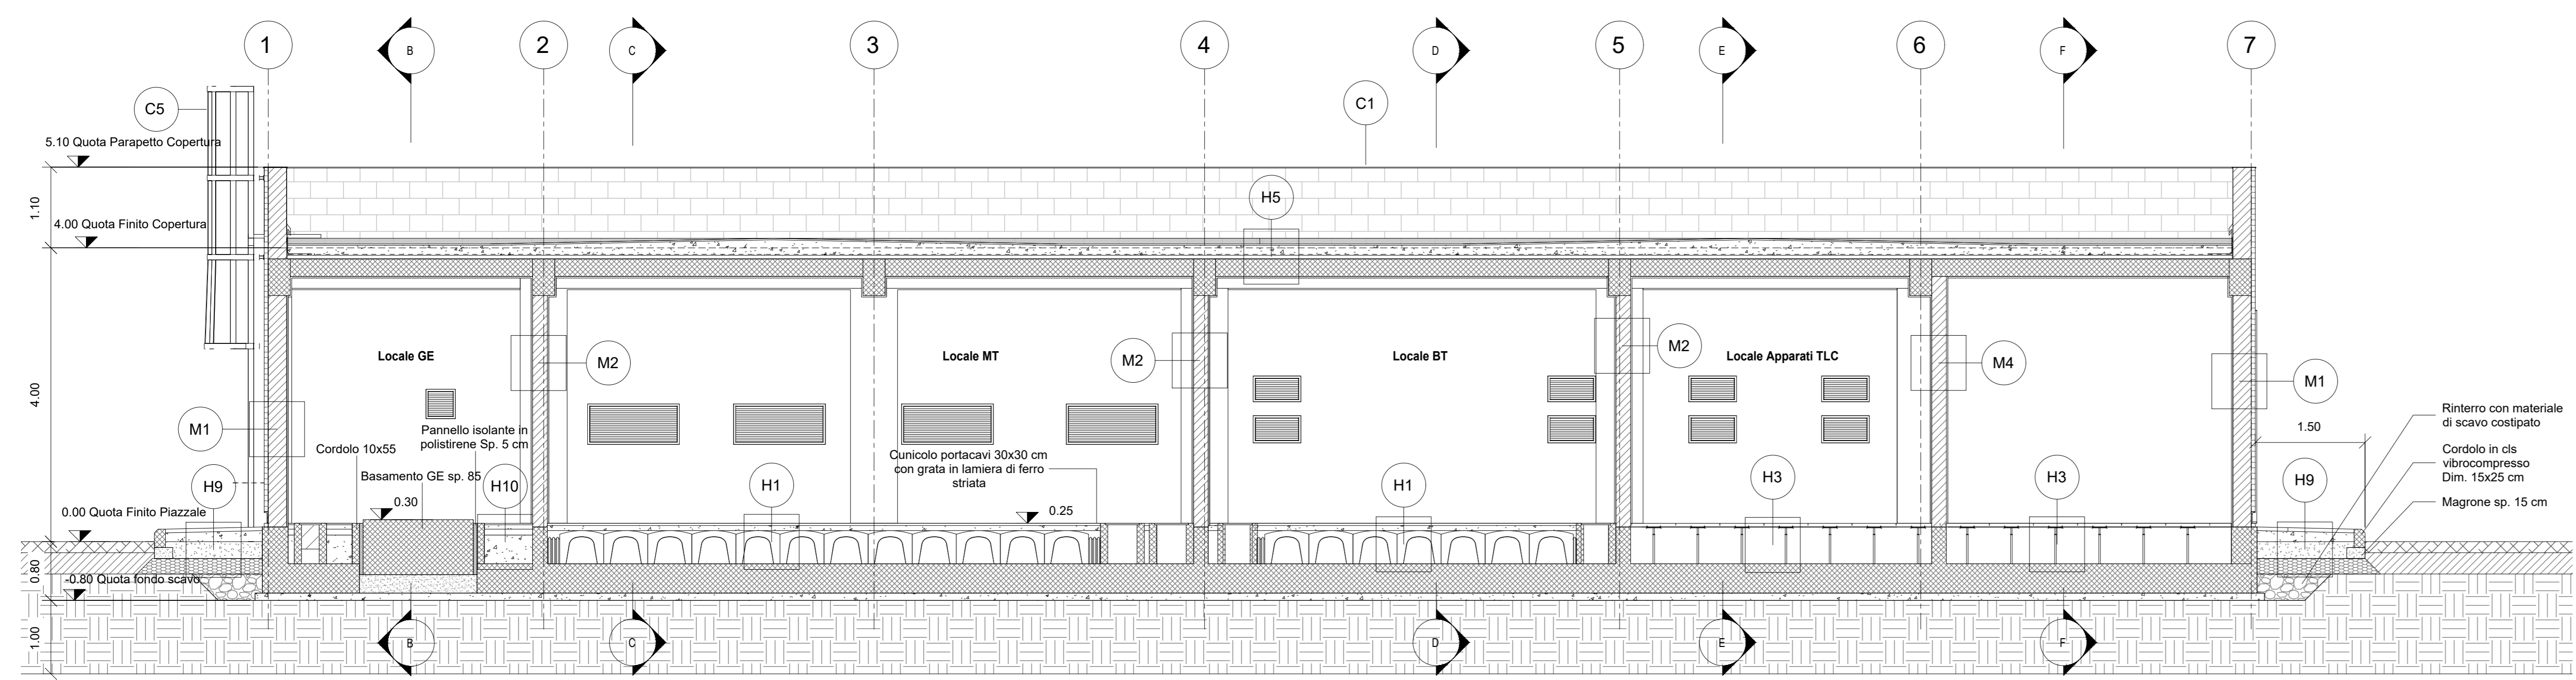 1
B
2
C
3
4
D
5
E
6
F
7
C5
C1
5.10 Quota Parapetto Copertura
1.10
H5
4.00 Quota Finito Copertura
Locale GE
Locale MT
Locale BT
Locale Apparati TLC
M2
M2
M2
M4
M1
4.00
M1
Pannello isolante in
polistirene Sp. 5 cm
Cordolo 10x55
Basamento GE sp. 85
Cunicolo portacavi 30x30 cm
con grata in lamiera di ferro
striata
1.50
Rinterro con materiale
di scavo costipato
Cordolo in cls
vibrocompresso
Dim. 15x25 cm
Magrone sp. 15 cm
H9
H10
H1
H1
H3
H3
H9
0.30
0.25
0.00 Quota Finito Piazzale
0.80
-0.80 Quota fondo scavo
1.00
B
C
D
E
F